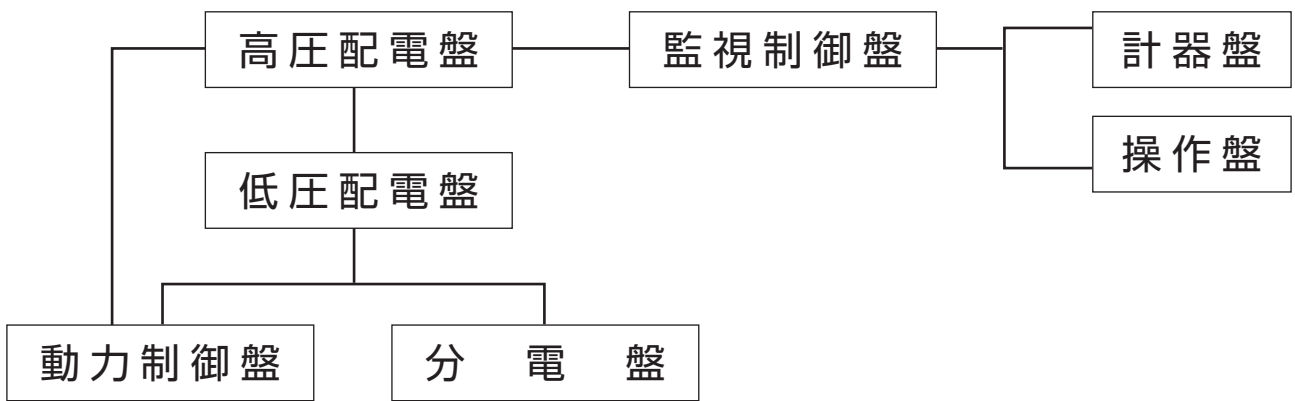 高圧配電盤
監視制御盤
計器盤
操作盤
低圧配電盤
動力制御盤
分電盤